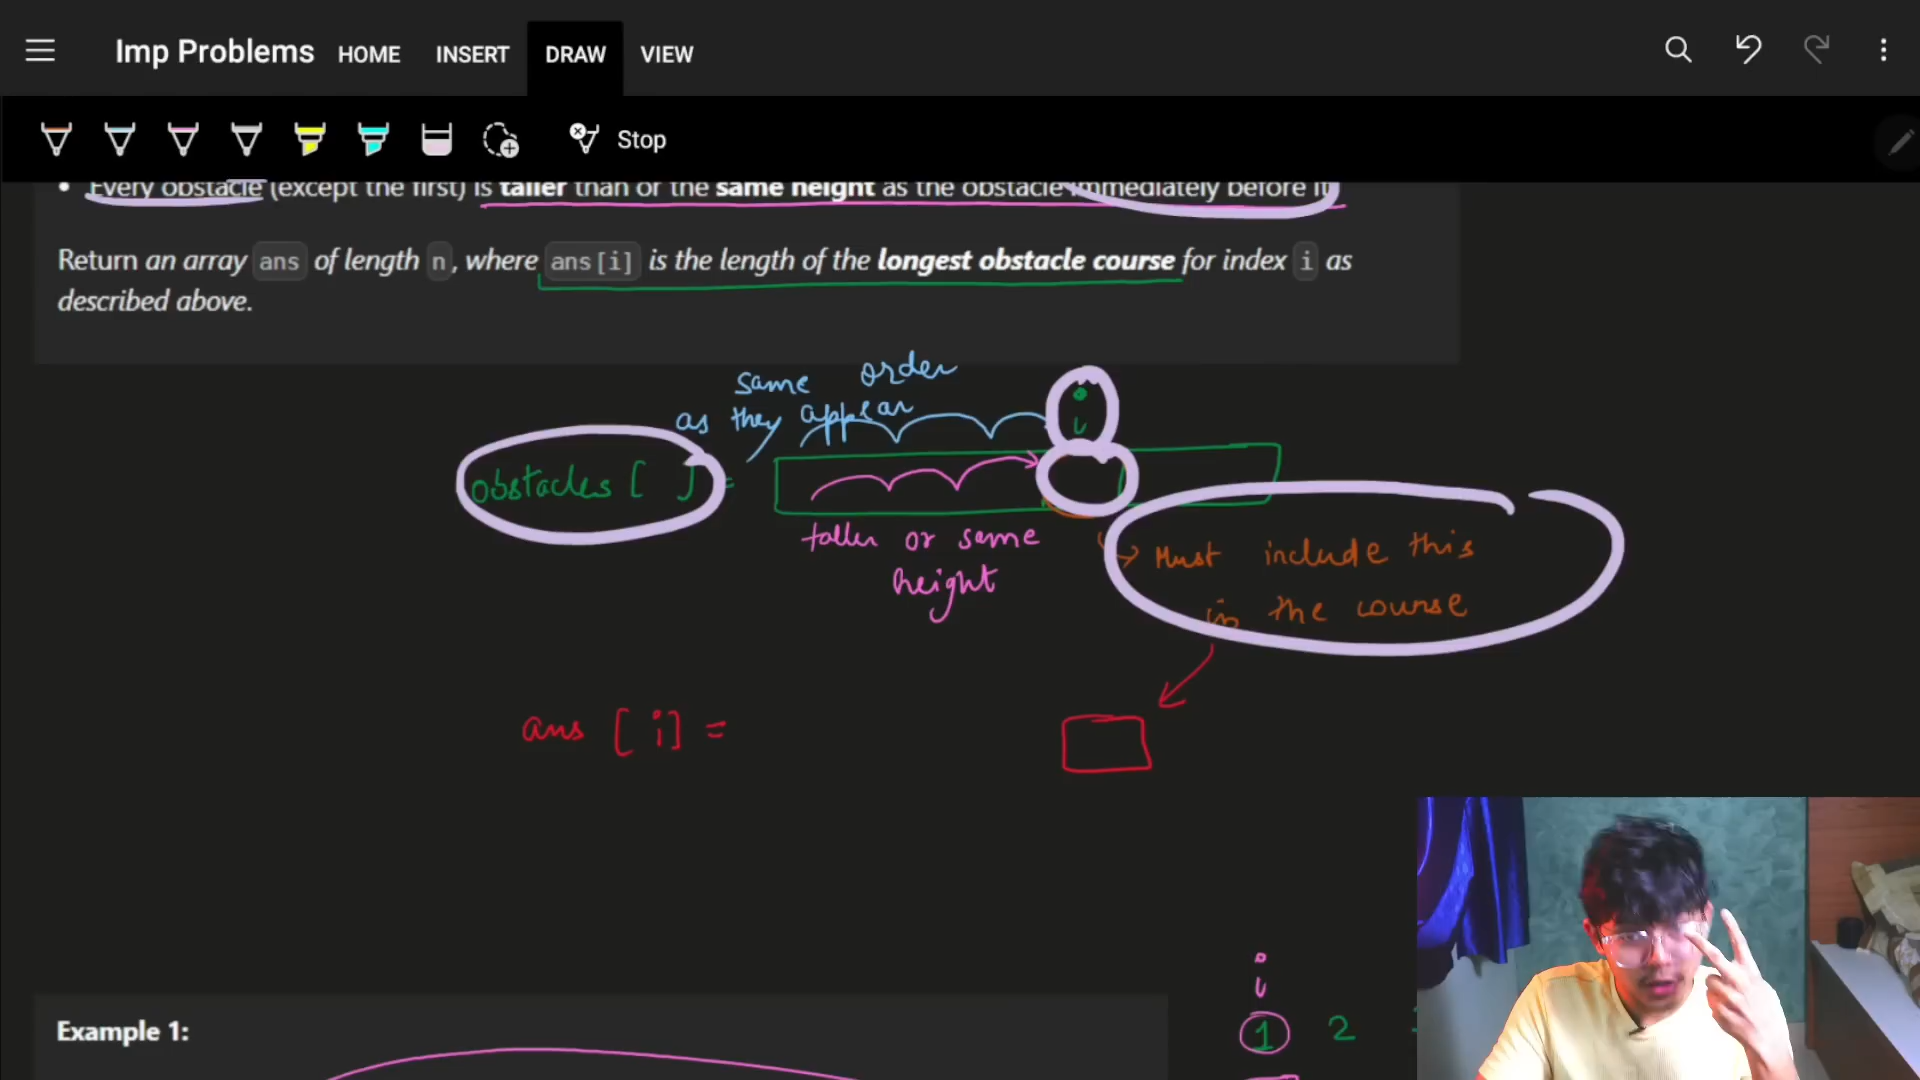 Imp Problems HOME INSERT DRAW VIEW
Stop
• Every obstacle (except the first) is taller than or the same height as the obstacle immediately before it.
Return an array ans of length n, where ans[i] is the length of the longest obstacle course for index i as
described above.
same order
as they appear
i
obstacles [ ] =
taller or same
height
Must include this
in the course
ans [i] =
i
1 2
Example 1: